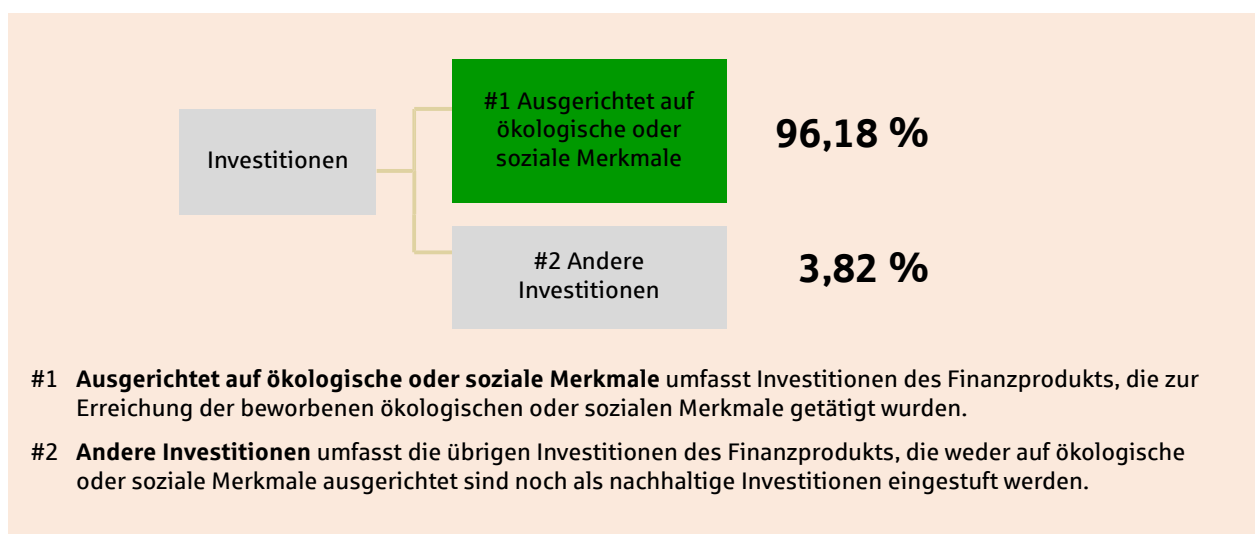 #1 Ausgerichtet auf
ökologische oder
soziale Merkmale
96,18 %
Investitionen
#2 Andere
Investitionen
3,82 %
#1 Ausgerichtet auf ökologische oder soziale Merkmale umfasst Investitionen des Finanzprodukts, die zur
Erreichung der beworbenen ökologischen oder sozialen Merkmale getätigt wurden.
#2 Andere Investitionen umfasst die übrigen Investitionen des Finanzprodukts, die weder auf ökologische
oder soziale Merkmale ausgerichtet sind noch als nachhaltige Investitionen eingestuft werden.